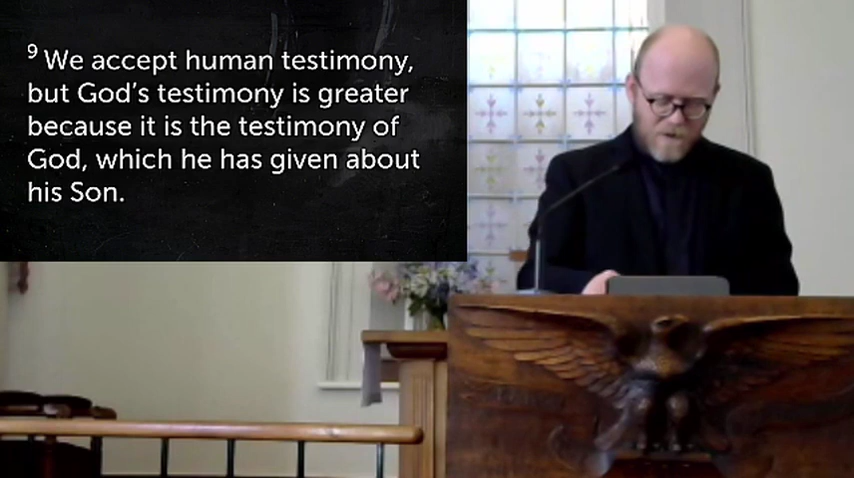 9 We accept human testimony,
but God's testimony is greater
because it is the testimony of
God, which he has given about
his Son.